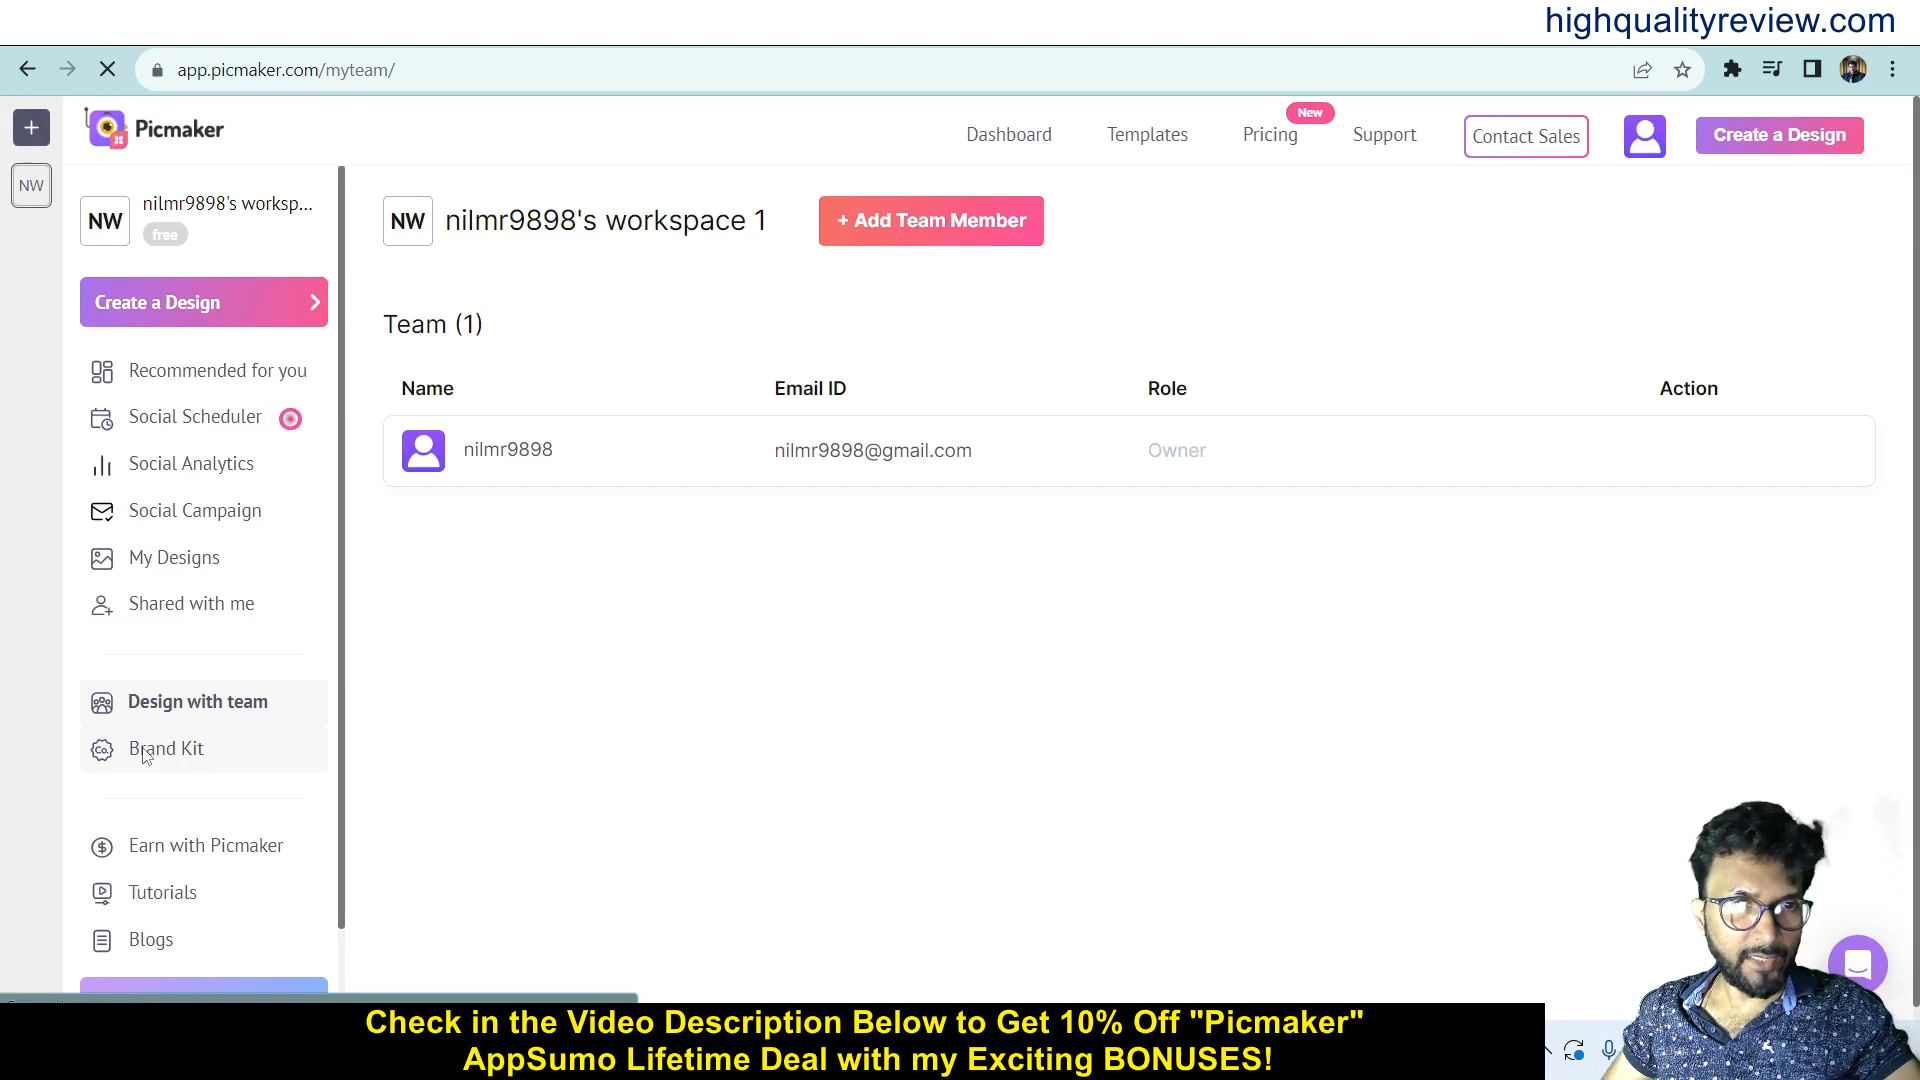 highqualityreview.com
app.picmaker.com/myteam/
Picmaker
Dashboard
Templates
Pricing
New
Support
Contact Sales
Create a Design
NW
NW
nilmr9898's worksp...
free
Create a Design
Recommended for you
Social Scheduler
Social Analytics
Social Campaign
My Designs
Shared with me
Design with team
Brand Kit
Earn with Picmaker
Tutorials
Blogs
NW
nilmr9898's workspace 1
+ Add Team Member
Team (1)
Name
Email ID
Role
Action
nilmr9898
nilmr9898@gmail.com
Owner
Check in the Video Description Below to Get 10% Off "Picmaker"
AppSumo Lifetime Deal with my Exciting BONUSES!